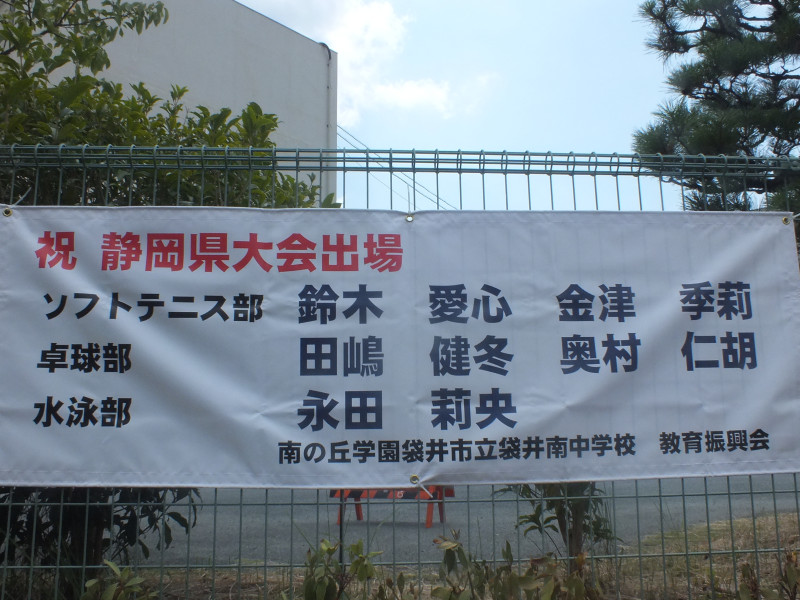 祝 静岡県大会出場
ソフトテニス部 鈴木 愛心 金津 季莉
卓球部 田嶋 健冬 奥村 仁胡
水泳部 永田 莉央
南の丘学園袋井市立袋井南中学校 教育振興会